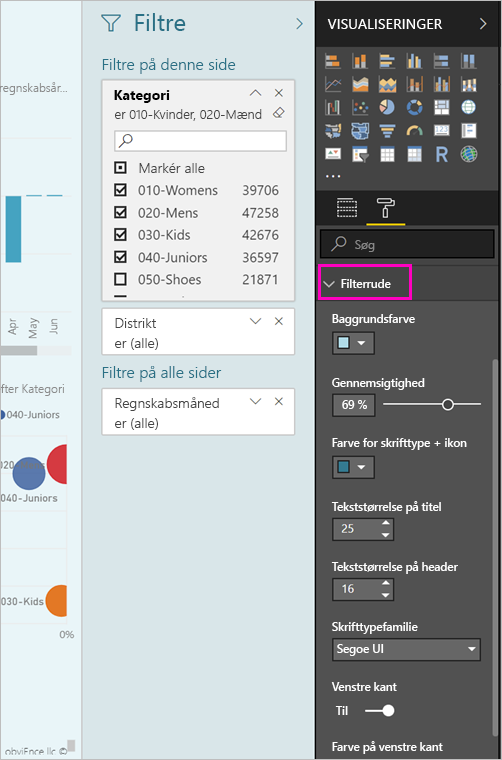 regnskabsår...
Apr
May
Jun
fter Kategori
040-Juniors
020-
040-Juniors
030-Kids
0%
obviEnce llc ©
Filtre
Filtre på denne side
Kategori
er 010-Kvinder, 020-Mænd
Markér alle
010-Womens 39706
020-Mens 47258
030-Kids 42676
040-Juniors 36597
050-Shoes 21871
Distrikt
er (alle)
Filtre på alle sider
Regnskabsmåned
er (alle)
VISUALISERINGER
R
...
Søg
Filterrude
Baggrundsfarve
Gennemsigtighed
69 %
Farve for skrifttype + ikon
Tekststørrelse på titel
25
Tekststørrelse på header
16
Skrifttypefamilie
Segoe UI
Venstre kant
Til
Farve på venstre kant